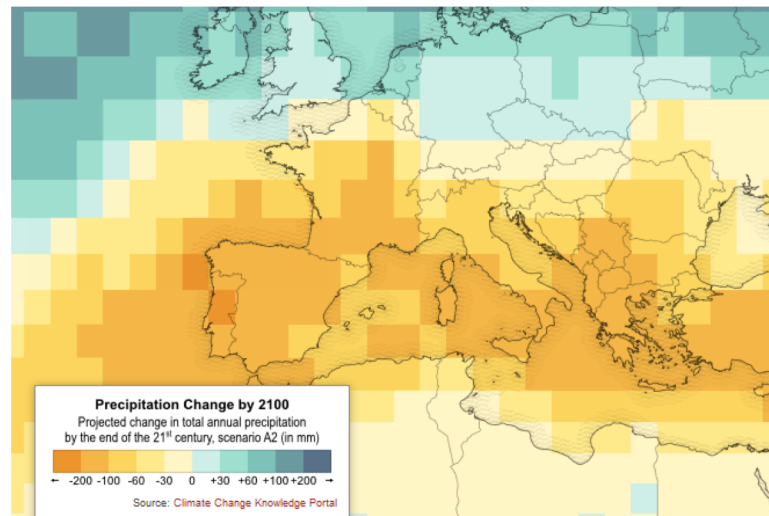 Precipitation Change by 2100
Projected change in total annual precipitation
by the end of the 21st century, scenario A2 (in mm)
← -200 -100 -60 -30 0 +30 +60 +100 +200 →
Source: Climate Change Knowledge Portal